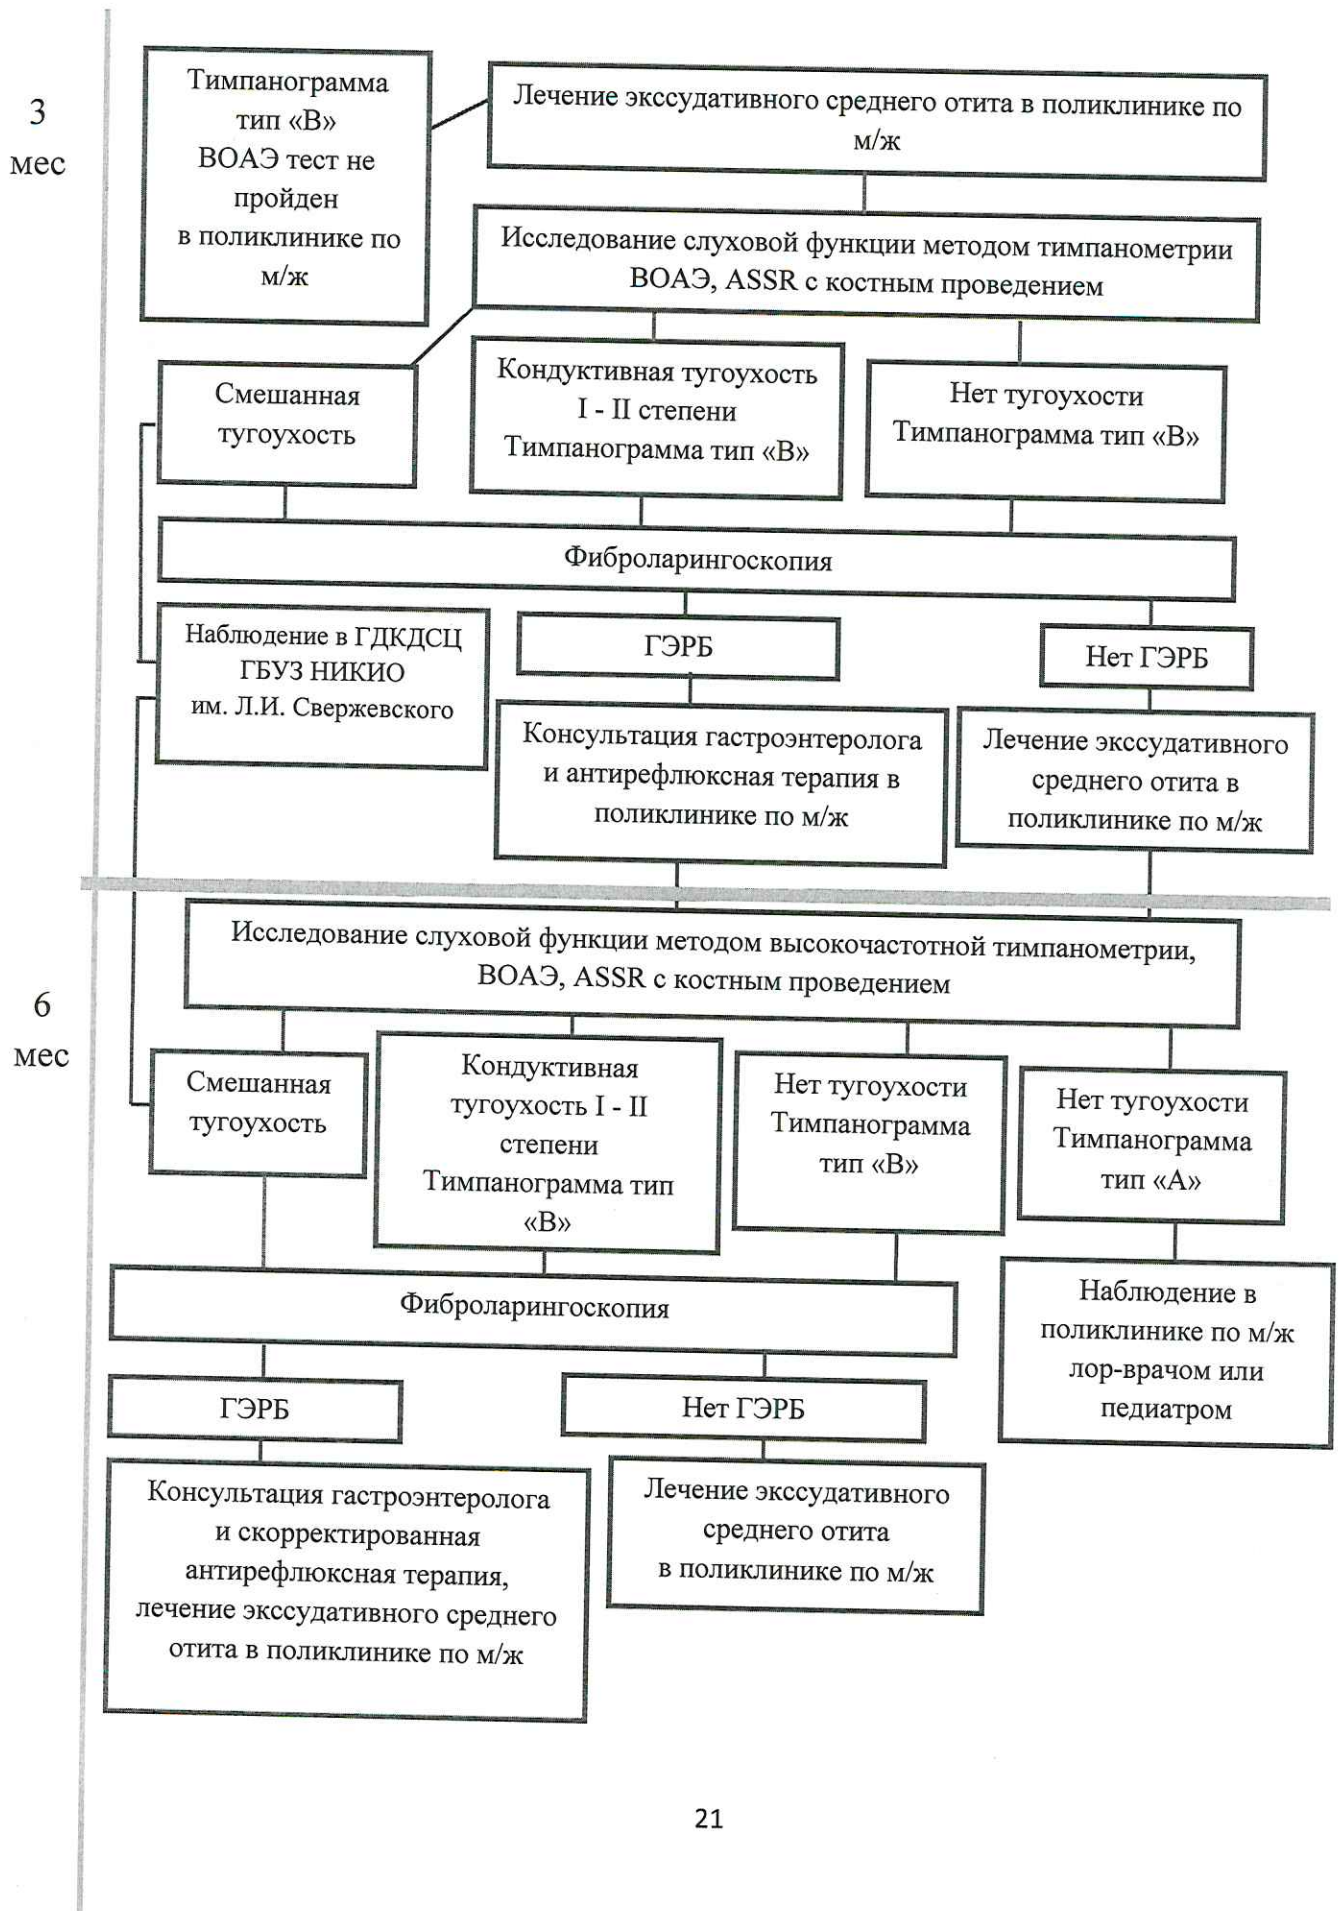 3
мес
Тимпанограмма
тип «В»
ВОАЭ тест не
пройден
в поликлинике по
м/ж
Лечение экссудативного среднего отита в поликлинике по
м/ж
Исследование слуховой функции методом тимпанометрии
ВОАЭ, ASSR с костным проведением
Смешанная
тугоухость
Кондуктивная тугоухость
I - II степени
Тимпанограмма тип «В»
Нет тугоухости
Тимпанограмма тип «В»
Фиброларингоскопия
Наблюдение в ГДКДСЦ
ГБУЗ НИКИО
им. Л.И. Свержевского
ГЭРБ
Нет ГЭРБ
Консультация гастроэнтеролога
и антирефлюксная терапия в
поликлинике по м/ж
Лечение экссудативного
среднего отита в
поликлинике по м/ж
6
мес
Исследование слуховой функции методом высокочастотной тимпанометрии,
ВОАЭ, ASSR с костным проведением
Смешанная
тугоухость
Кондуктивная
тугоухость I - II
степени
Тимпанограмма тип
«В»
Нет тугоухости
Тимпанограмма
тип «В»
Нет тугоухости
Тимпанограмма
тип «А»
Фиброларингоскопия
Наблюдение в
поликлинике по м/ж
лор-врачом или
педиатром
ГЭРБ
Нет ГЭРБ
Консультация гастроэнтеролога
и скорректированная
антирефлюксная терапия,
лечение экссудативного среднего
отита в поликлинике по м/ж
Лечение экссудативного
среднего отита
в поликлинике по м/ж
21